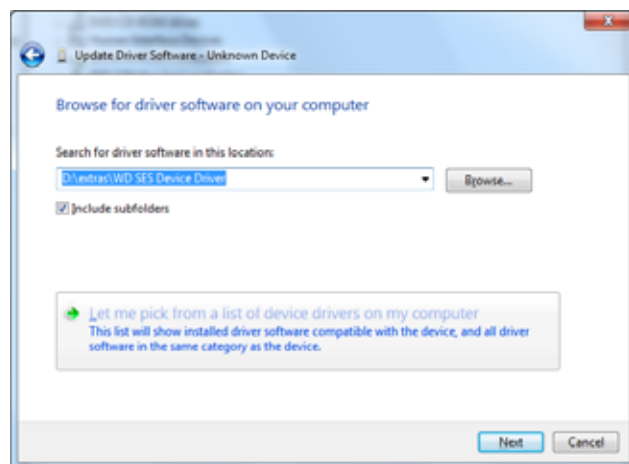 Update Driver Software - Unknown Device
Browse for driver software on your computer
Search for driver software in this location:
D:\extras\WD SES Device Driver
Browse...
Include subfolders
Let me pick from a list of device drivers on my computer
This list will show installed driver software compatible with the device, and all driver
software in the same category as the device.
Next
Cancel